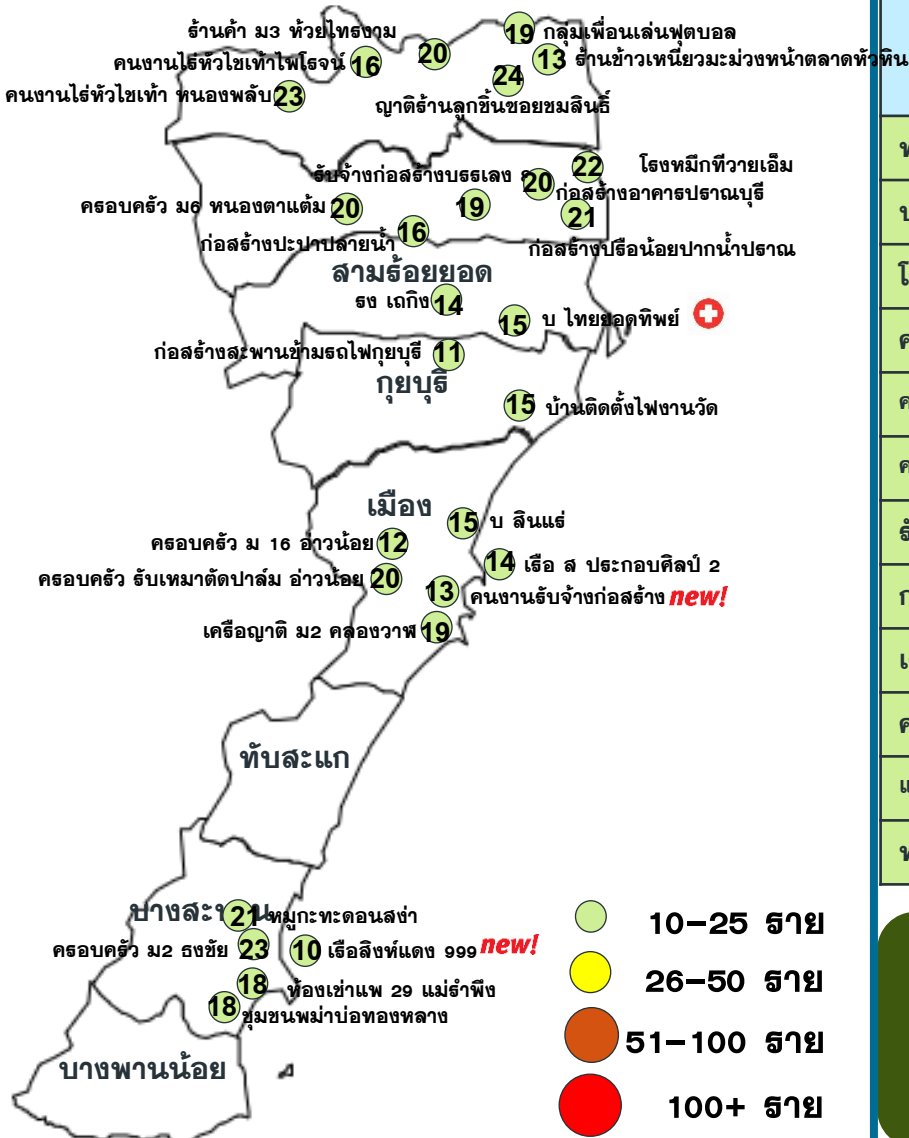 ร้านค้า ม3 ห้วยไทรงาม
19 กลุ่มเพื่อนเล่นฟุตบอล
20
คนงานไร่หัวไชเท้าไพโรจน์ 16
13 ร้านข้าวเหนียวมะม่วงหน้าตลาดหัวหิน
24
คนงานไร่หัวไชเท้า หนองพลับ 23
ญาติร้านลูกชิ้นซอยชมสินธิ์
22 โรงหมึกทีวายเอ็ม
รับจ้างก่อสร้างบรรเลง
20 ก่อสร้างอาคารปราณบุรี
ครอบครัว ม6 หนองตาแต้ม 20
19
21
16
ก่อสร้างปะปาปลายน้ำ
ก่อสร้างปรือน้อยปากน้ำปราณ
สามร้อยยอด
รง เถกิง 14
15 บ ไทยยอดทิพย์
ก่อสร้างสะพานข้ามรถไฟกุยบุรี 11
กุยบุรี
15 บ้านติดตั้งไฟงานวัด
เมือง
15 บ สินแร่
ครอบครัว ม 16 อ่าวน้อย 12
14 เรือ ส ประกอบศิลป์ 2
ครอบครัว รับเหมาตัดปาล์ม อ่าวน้อย 20
13 คนงานรับจ้างก่อสร้าง new!
เครือญาติ ม2 คลองวาฬ 19
ทับสะแก
บางสะพาน
21 หมูกะทะดอนสง่า
ครอบครัว ม2 ธงชัย 23
10 เรือสิงห์แดง 999 new!
18 ห้องเช่าแพ 29 แม่รำพึง
18 ชุมชนพม่าบ่อทองหลาง
บางพานน้อย
10-25 ราย
26-50 ราย
51-100 ราย
100+ ราย